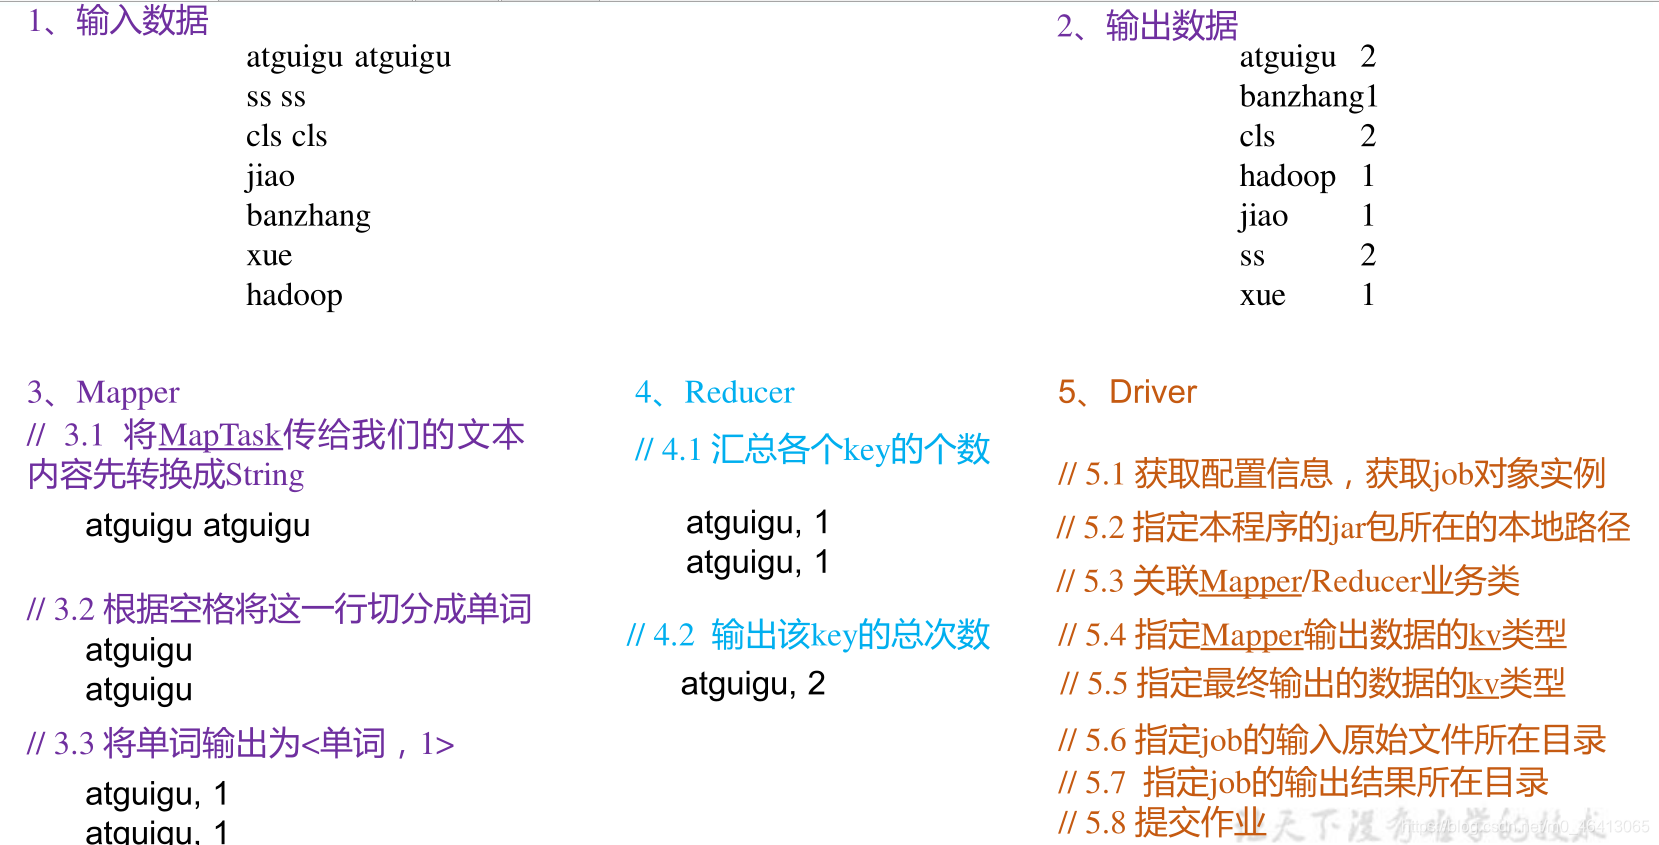 1、输入数据
atguigu atguigu
ss ss
cls cls
jiao
banzhang
xue
hadoop
2、输出数据
atguigu 2
banzhang1
cls 2
hadoop 1
jiao 1
ss 2
xue 1
3、Mapper
// 3.1 将MapTask传给我们的文本
内容先转换成String
atguigu atguigu
// 3.2 根据空格将这一行切分成单词
atguigu
atguigu
// 3.3 将单词输出为<单词，1>
atguigu, 1
atguigu, 1
4、Reducer
// 4.1 汇总各个key的个数
atguigu, 1
atguigu, 1
// 4.2 输出该key的总次数
atguigu, 2
5、Driver
// 5.1 获取配置信息，获取job对象实例
// 5.2 指定本程序的jar包所在的本地路径
// 5.3 关联Mapper/Reducer业务类
// 5.4 指定Mapper输出数据的kv类型
// 5.5 指定最终输出的数据的kv类型
// 5.6 指定job的输入原始文件所在目录
// 5.7 指定job的输出结果所在目录
// 5.8 提交作业
天下没有难学的技术